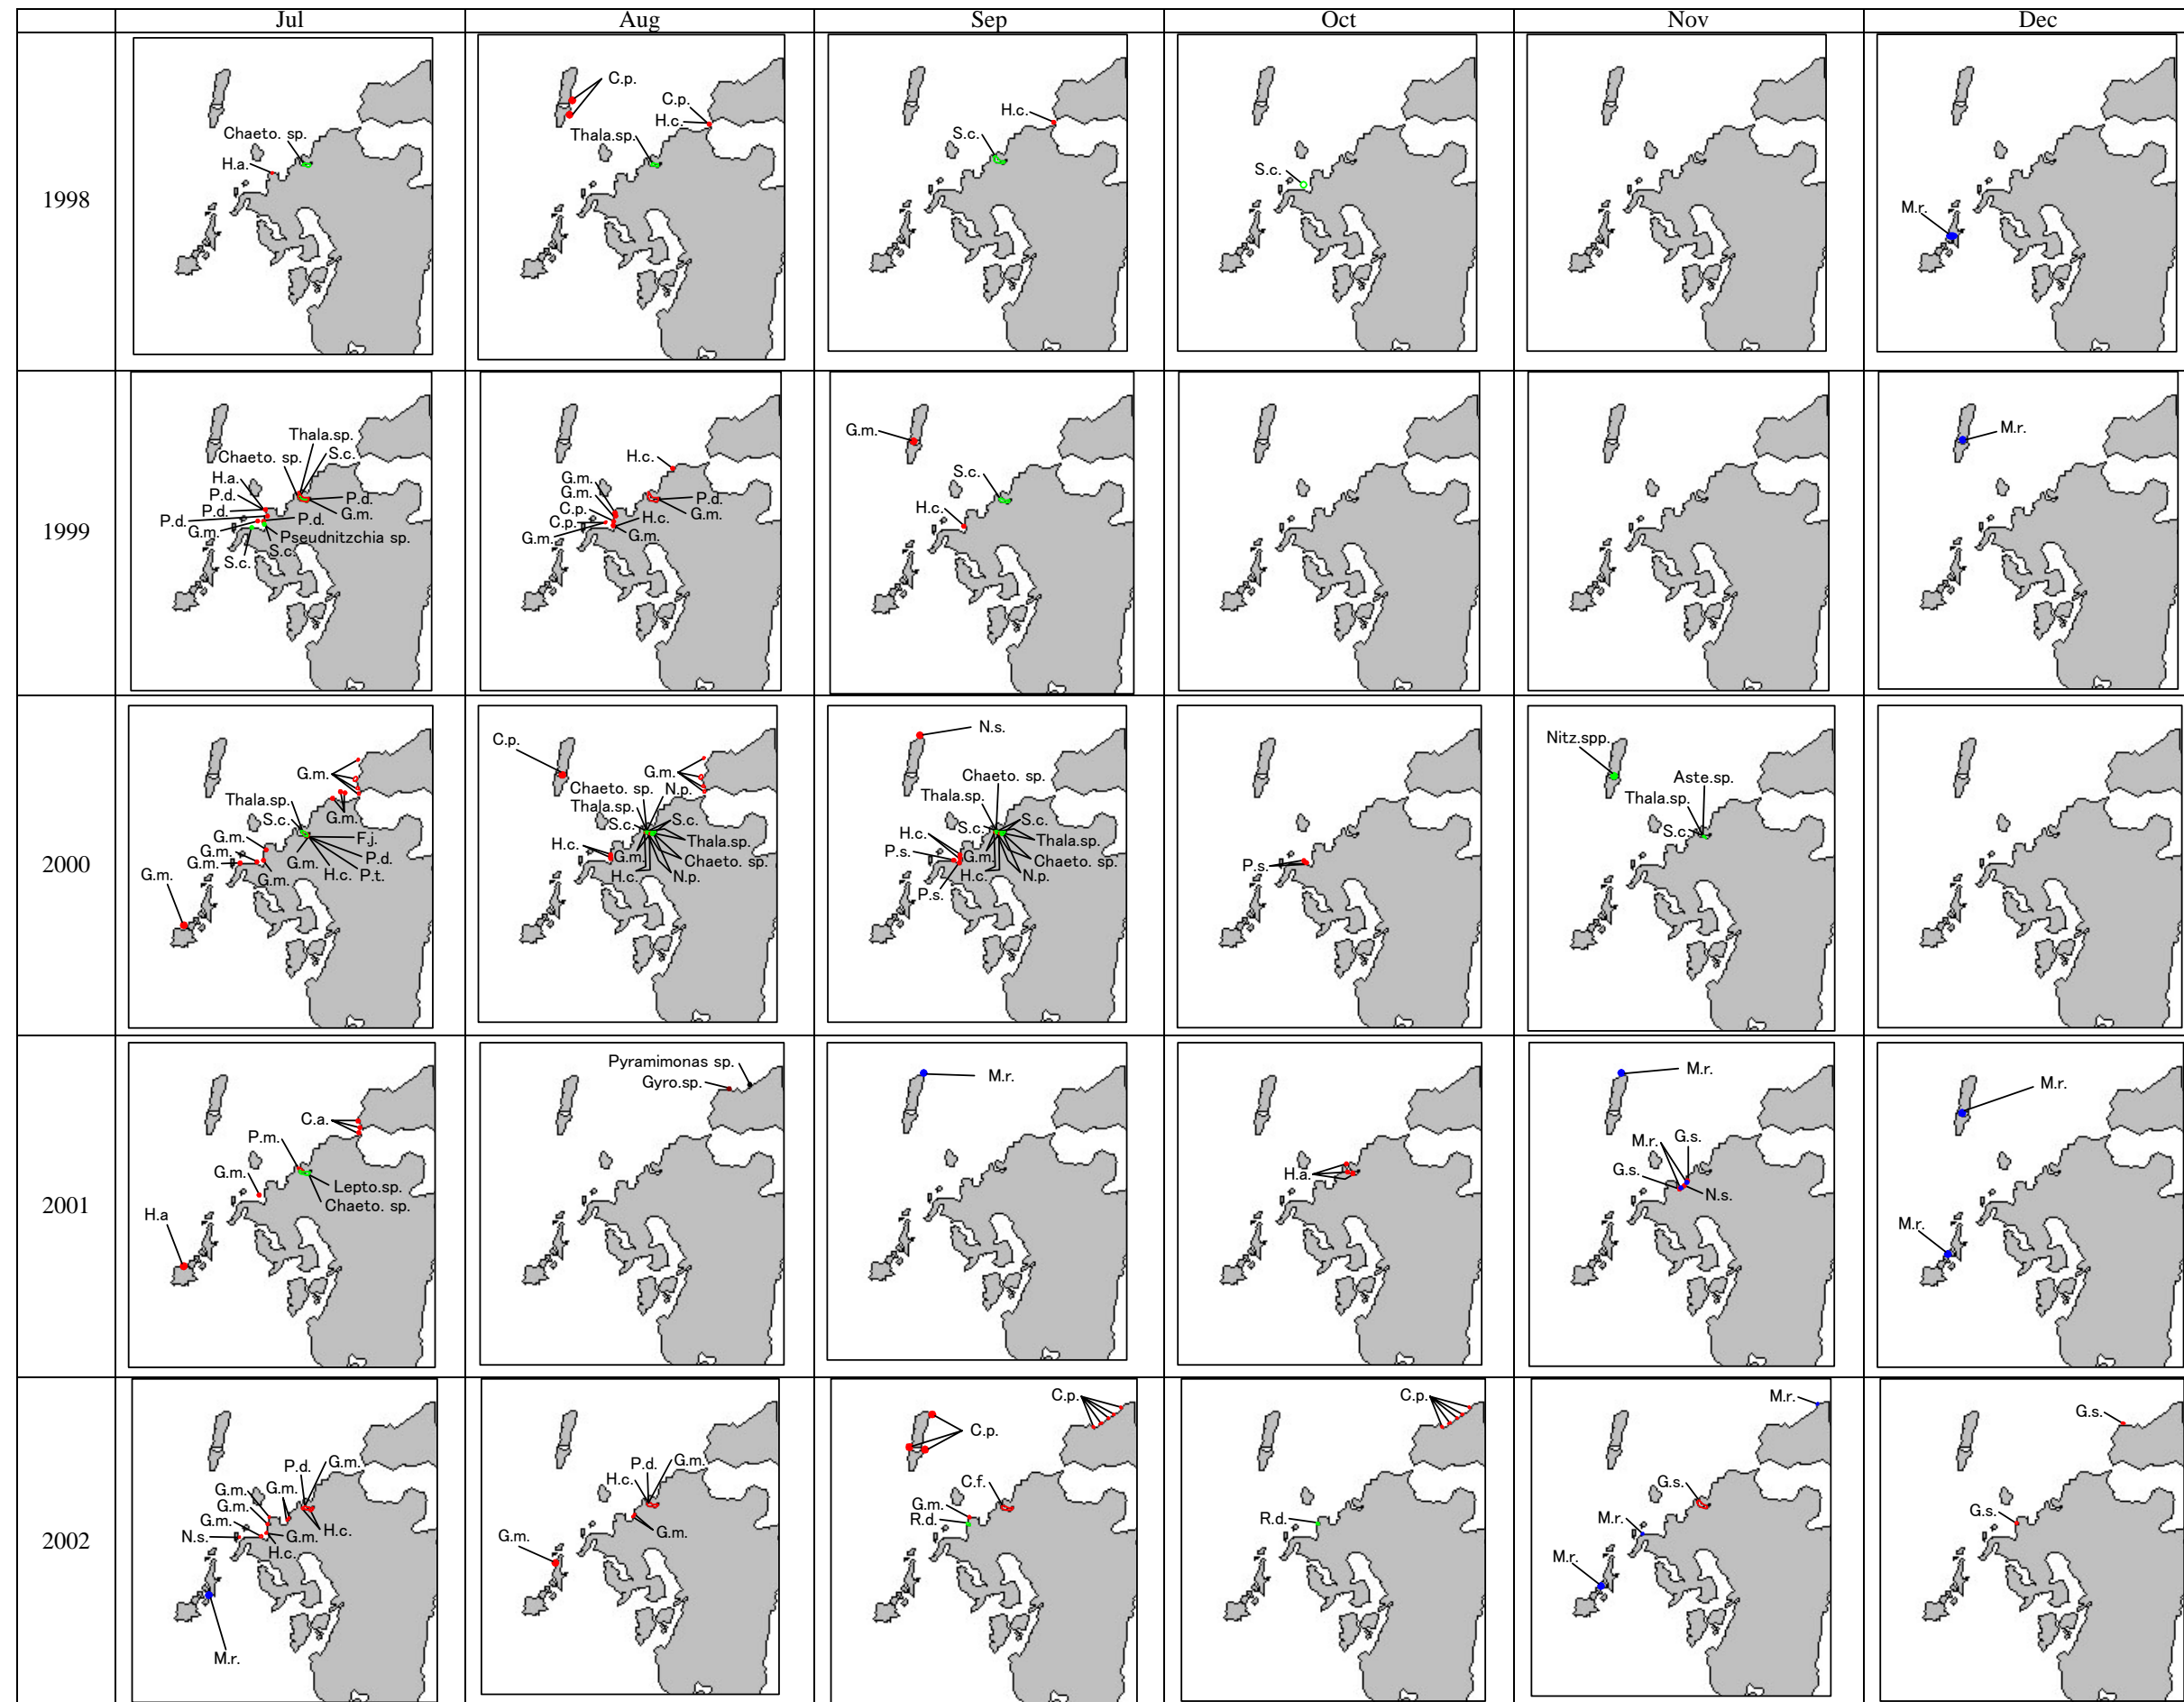 Jul Aug Sep Oct Nov Dec
1998
Chaeto. sp.
H.a.
C.p.
C.p.
H.c.
Thala.sp.
H.c.
S.c.
S.c.
M.r.
1999
Thala.sp.
Chaeto. sp.
S.c.
H.a.
P.d.
P.d.
P.d.
G.m.
P.d.
G.m.
P.d.
Pseudnitzchia sp.
S.c.
S.c.
H.c.
G.m.
G.m.
C.p.
C.p.
G.m.
P.d.
G.m.
H.c.
G.m.
G.m.
S.c.
H.c.
M.r.
2000
G.m.
Thala.sp.
S.c.
G.m.
G.m.
G.m.
G.m.
G.m.
F.j.
P.d.
P.t.
H.c.
G.m.
G.m.
C.p.
G.m.
Chaeto. sp.
N.p.
Thala.sp.
S.c.
S.c.
Thala.sp.
H.c.
G.m.
Chaeto. sp.
H.c.
N.p.
N.s.
Chaeto. sp.
Thala.sp.
S.c.
S.c.
H.c.
Thala.sp.
P.s.
G.m.
Chaeto. sp.
H.c.
N.p.
P.s.
P.s.
Nitz.spp.
Aste.sp.
Thala.sp.
S.c.
2001
C.a.
P.m.
G.m.
Lepto.sp.
Chaeto. sp.
H.a
Pyramimonas sp.
Gyro.sp.
M.r.
H.a.
M.r.
M.r.
G.s.
G.s.
N.s.
M.r.
M.r.
2002
P.d.
G.m.
G.m.
G.m.
G.m.
G.m.
N.s.
G.m.
H.c.
H.c.
M.r.
P.d.
G.m.
H.c.
G.m.
G.m.
C.p.
C.p.
C.f.
G.m.
R.d.
C.p.
R.d.
M.r.
G.s.
M.r.
M.r.
G.s.
G.s.